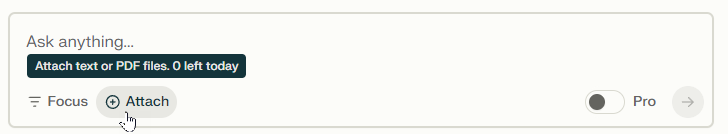 Ask anything...
Attach text or PDF files. 0 left today
Focus Attach Pro